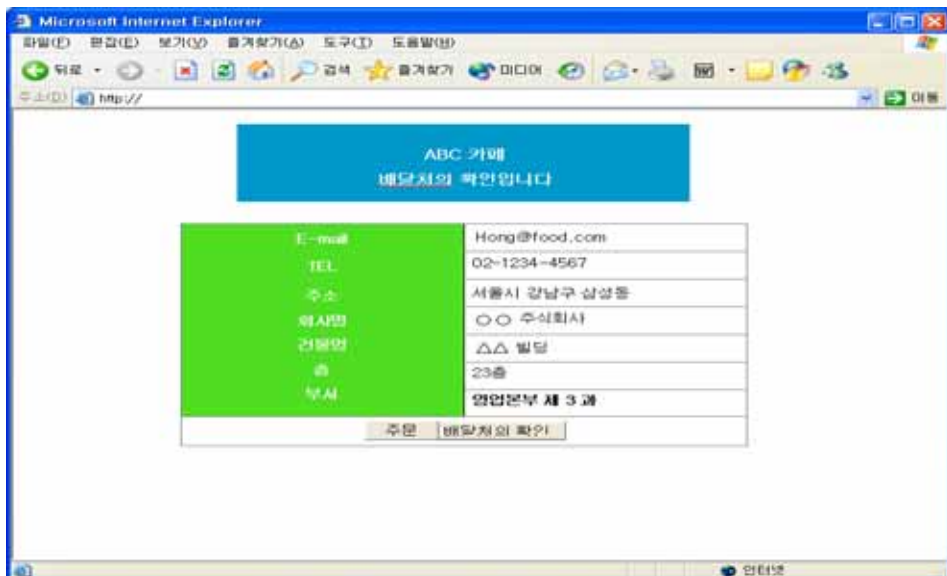 Microsoft Internet Explorer
파일(F) 편집(E) 보기(V) 즐겨찾기(A) 도구(T) 도움말(H)
뒤로 검색 즐겨찾기 미디어
주소(D) http:// 이동
ABC 카페
배달처의 확인입니다
E-mail Hong@food.com
TEL 02-1234-4567
주소 서울시 강남구 삼성동
회사명 ○○ 주식회사
건물명 △△ 빌딩
층 23층
부서 영업본부 제 3 과
주문 배달처의 확인
인터넷